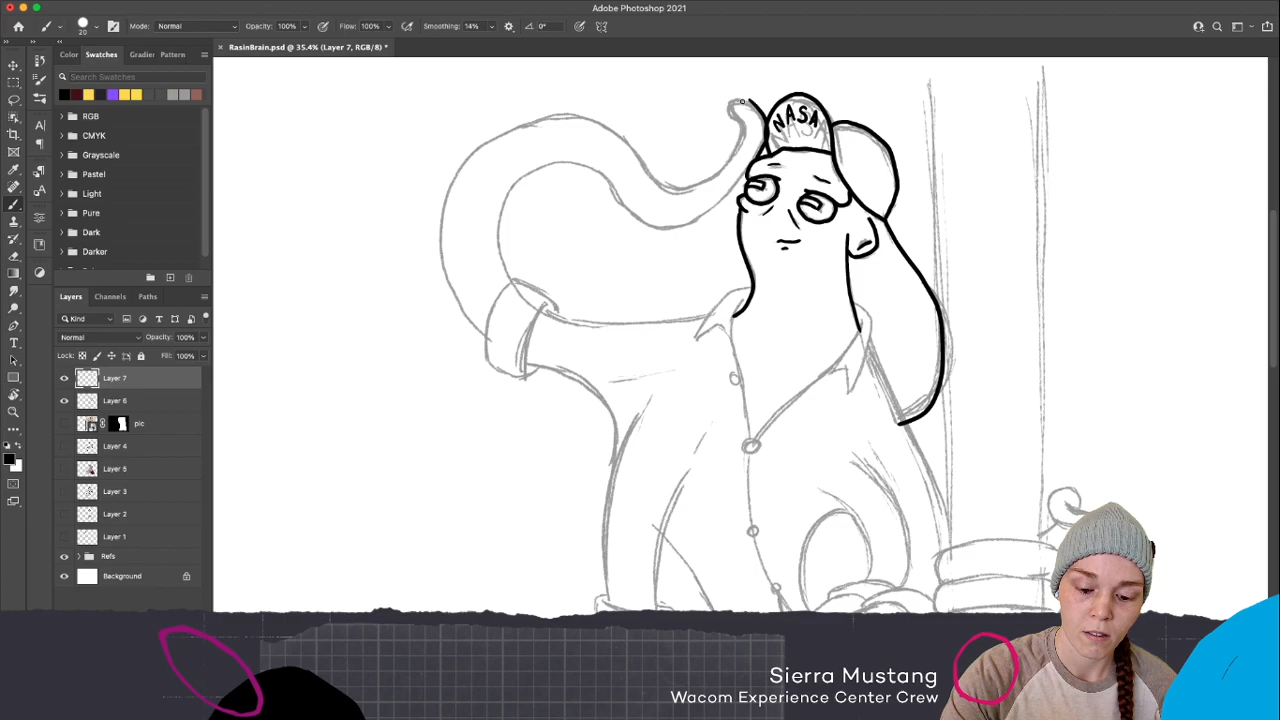 Adobe Photoshop 2021
20
Mode: Normal
Opacity: 100%
Flow: 100%
Smoothing: 14%
0°
Color
Swatches
Gradier
Pattern
× RasinBrain.psd @ 35.4% (Layer 7, RGB/8) *
Search Swatches
RGB
CMYK
Grayscale
Pastel
Light
Pure
Dark
Darker
Layers
Channels
Paths
Kind
Normal
Opacity: 100%
Lock:
Fill: 100%
Layer 7
Layer 6
pic
Layer 4
Layer 5
Layer 3
Layer 2
Layer 1
Refs
Background
NASA
Sierra Mustang
Wacom Experience Center Crew